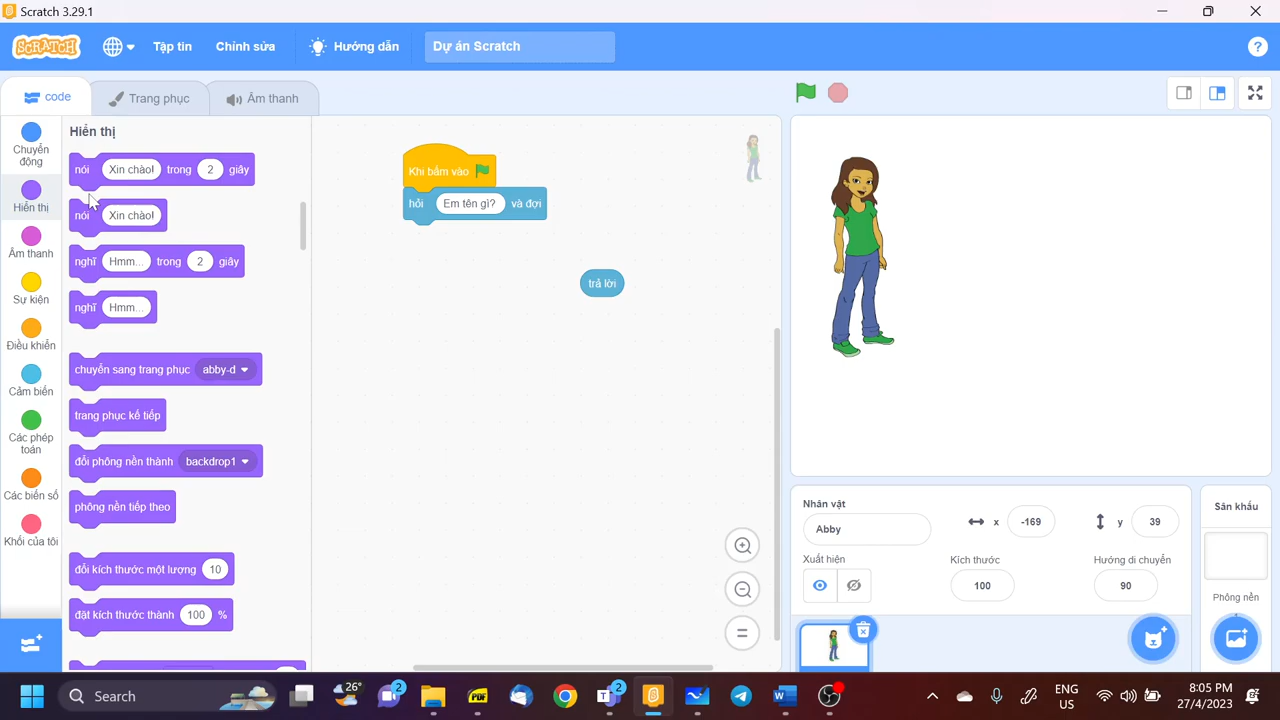 Scratch 3.29.1
SCRATCH
Tập tin
Chỉnh sửa
Hướng dẫn
Dự án Scratch
?
code
Trang phục
Âm thanh
Chuyển động
Hiển thị
Âm thanh
Sự kiện
Điều khiển
Cảm biến
Các phép toán
Các biến số
Khối của tôi
Hiển thị
nói Xin chào! trong 2 giây
nói Xin chào!
nghĩ Hmm... trong 2 giây
nghĩ Hmm...
chuyển sang trang phục abby-d
trang phục kế tiếp
đổi phông nền thành backdrop1
phông nền tiếp theo
đổi kích thước một lượng 10
đặt kích thước thành 100 %
Khi bấm vào
hỏi Em tên gì? và đợi
trả lời
Nhân vật
Abby
x -169
y 39
Xuất hiện
Kích thước
100
Hướng di chuyển
90
Sân khấu
Phông nền
Search
26°
2
PDF
2
ENG
US
8:05 PM
27/4/2023